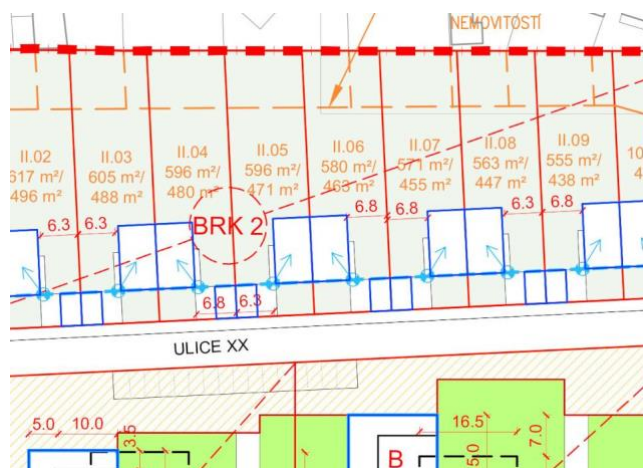 NEMOVITOSTÍ
II.02
617 m²/
496 m²
II.03
605 m²/
488 m²
II.04
596 m²/
480 m²
II.05
596 m²/
471 m²
II.06
580 m²/
463 m²
II.07
571 m²/
455 m²
II.08
563 m²/
447 m²
II.09
555 m²/
438 m²
10
4
6.3 6.3
6.8 6.8
6.3 6.8
BRK 2
6.8 6.3
ULICE XX
5.0 10.0
3.5
16.5
5.0
7.0
B